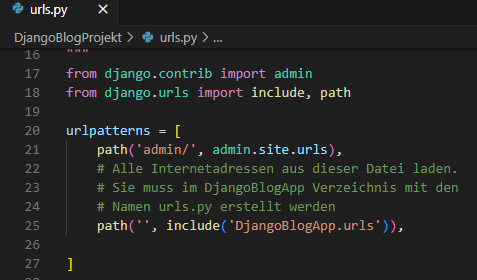 urls.py
DjangoBlogProjekt > urls.py > ...
16 """
17 from django.contrib import admin
18 from django.urls import include, path
19
20 urlpatterns = [
21 path('admin/', admin.site.urls),
22 # Alle Internetadressen aus dieser Datei laden.
23 # Sie muss im DjangoBlogApp Verzeichnis mit den
24 # Namen urls.py erstellt werden
25 path('', include('DjangoBlogApp.urls')),
26
27 ]
28